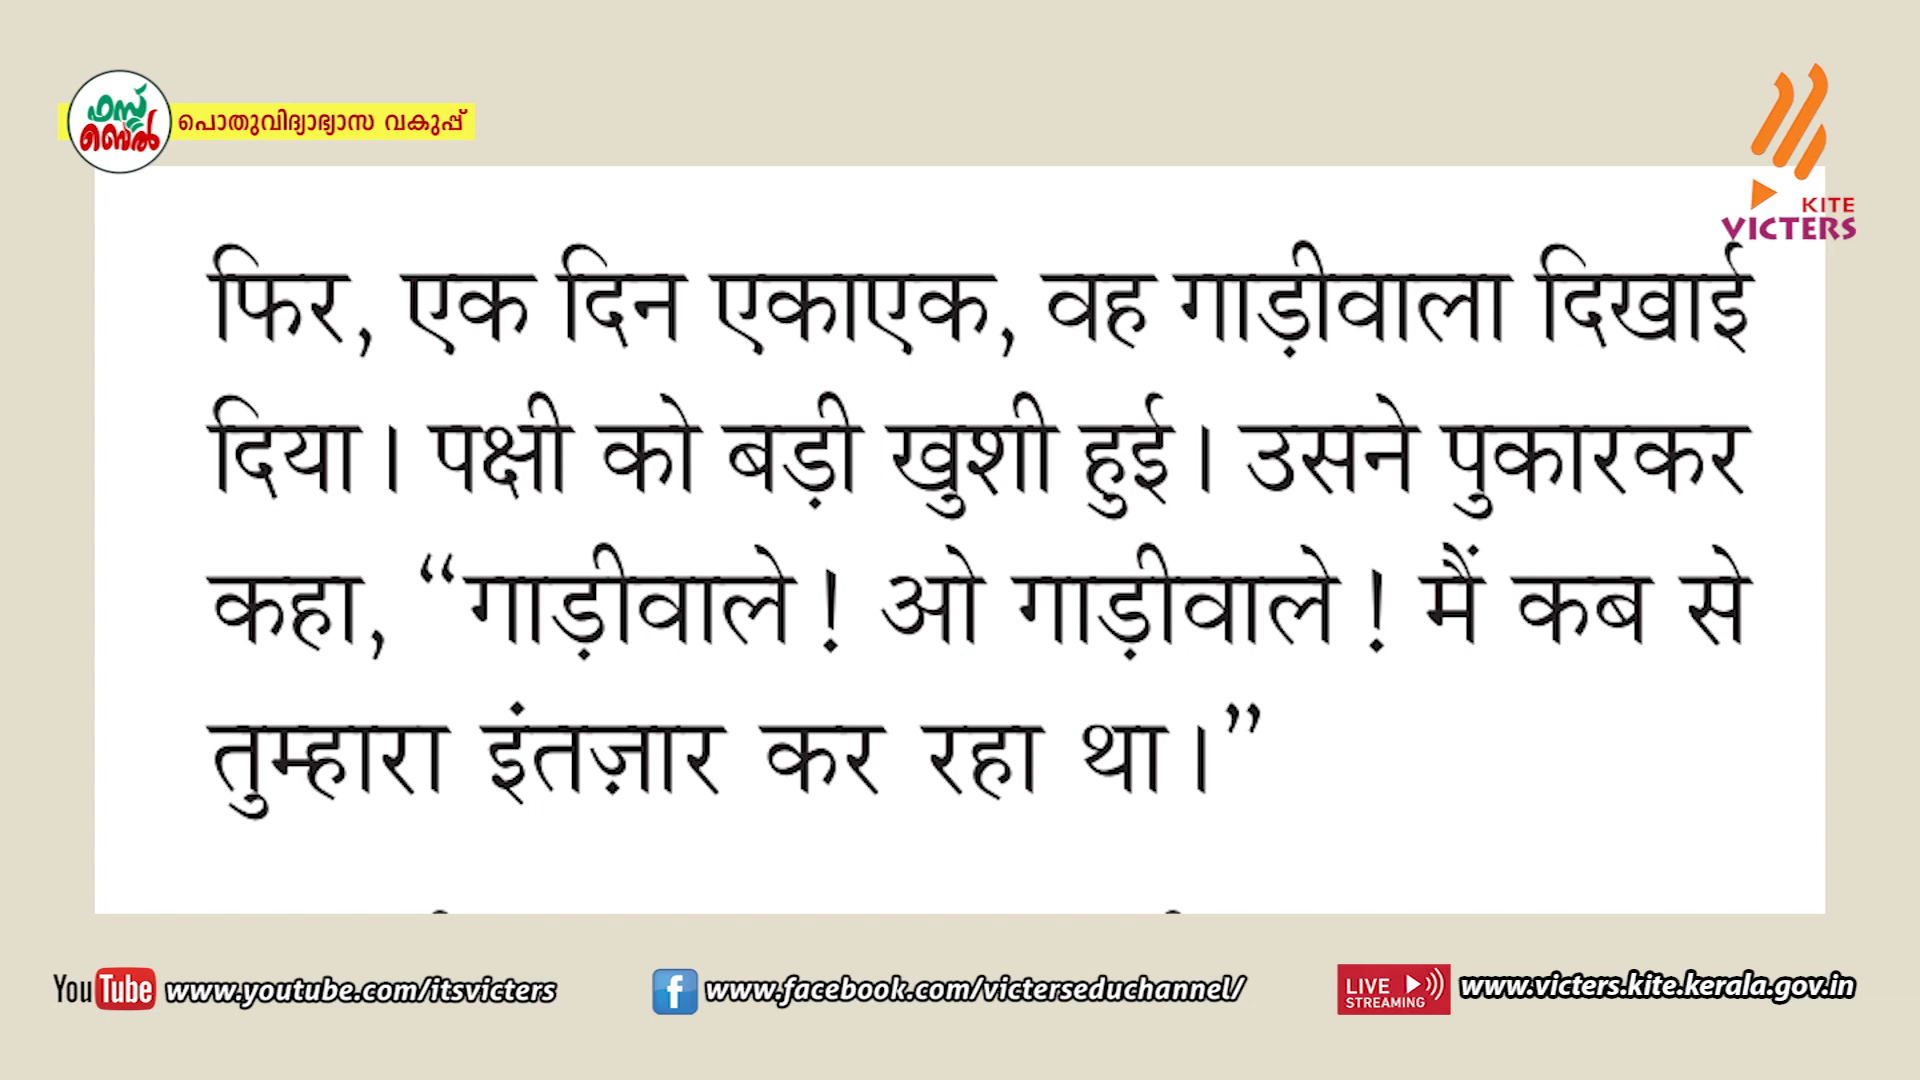 ഫസ്റ്റ്
ബെൽ
പൊതുവിദ്യാഭ്യാസ വകുപ്പ്
KITE
VICTERS
फिर, एक दिन एकाएक, वह गाड़ीवाला दिखाई
दिया। पक्षी को बड़ी खुशी हुई। उसने पुकारकर
कहा, “गाड़ीवाले! ओ गाड़ीवाले! मैं कब से
तुम्हारा इंतज़ार कर रहा था।”
YouTube www.youtube.com/itsvicters
f www.facebook.com/victerseduchannel/
LIVE STREAMING www.victers.kite.kerala.gov.in